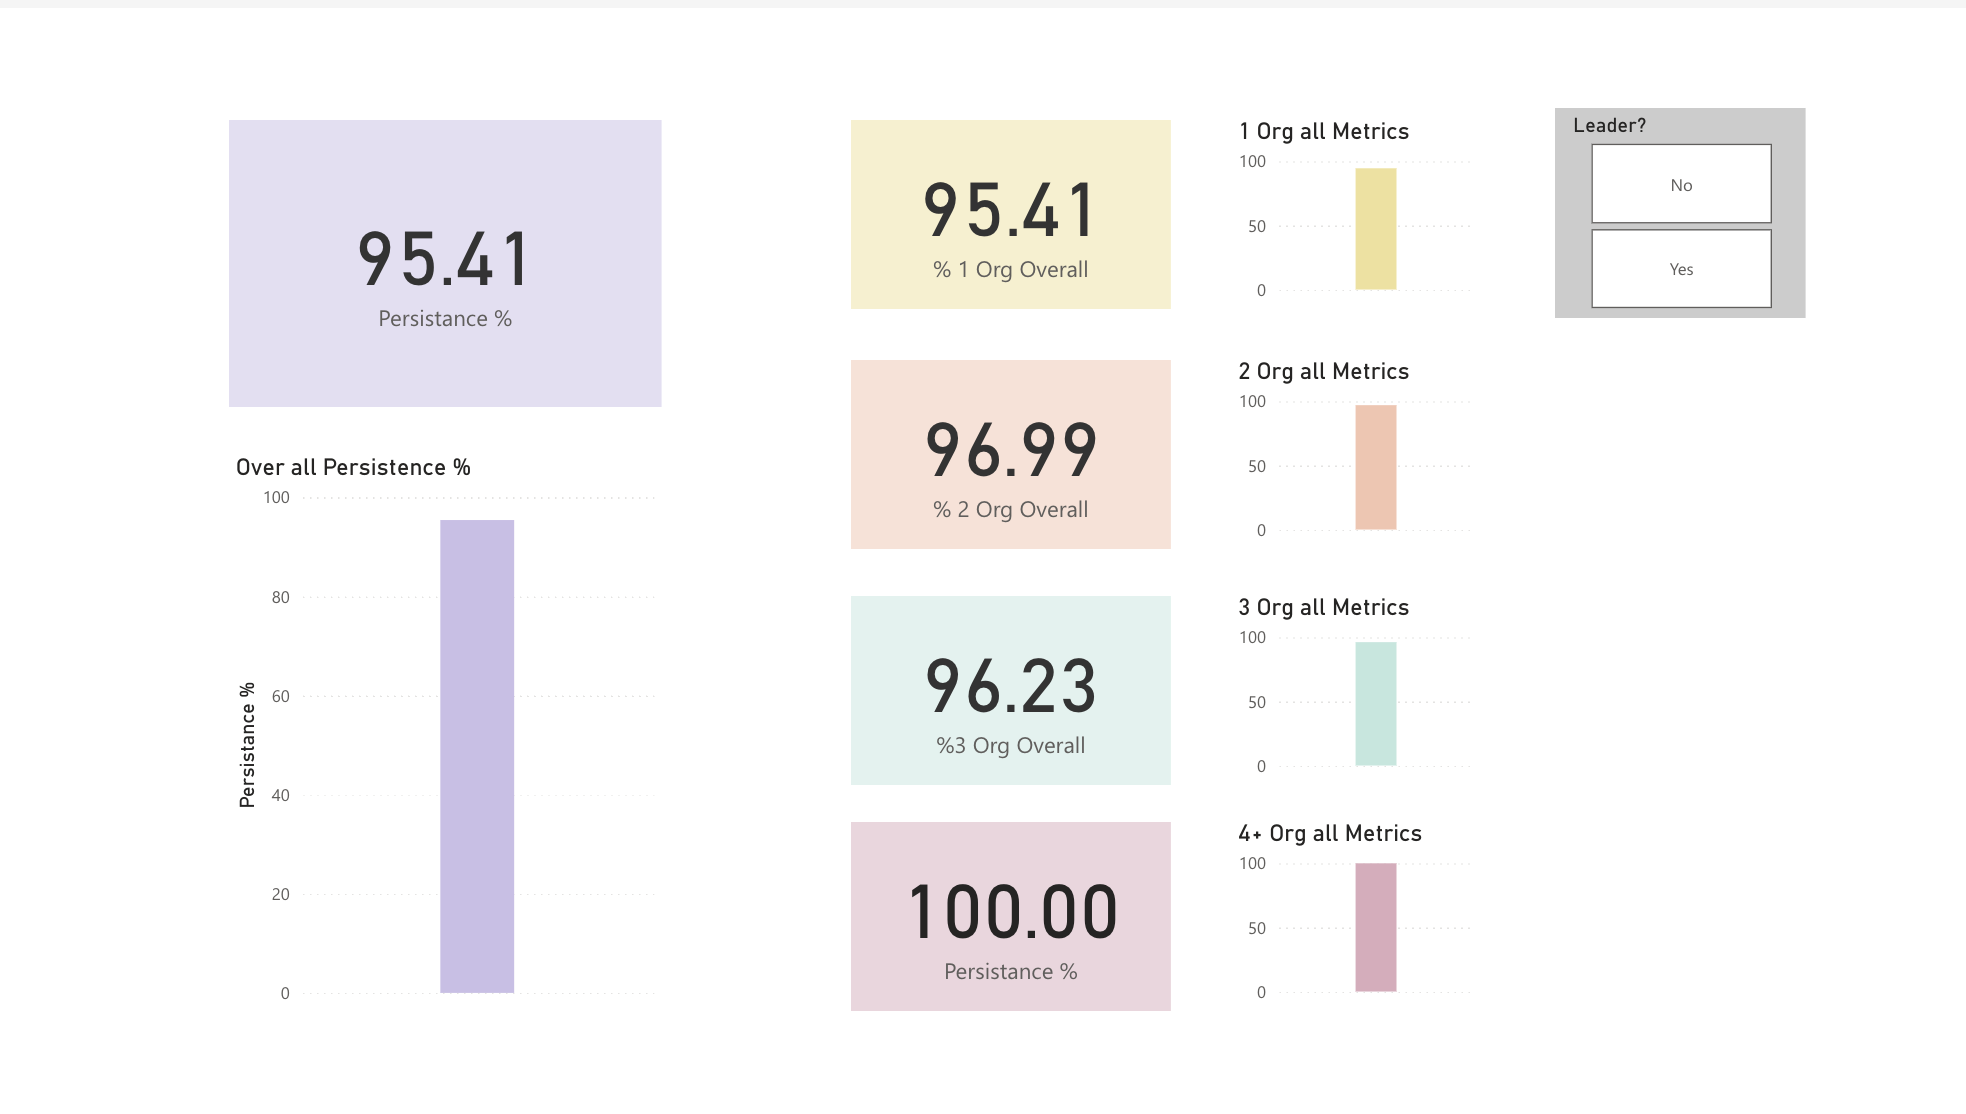 95.41
Persistance %
Over all Persistence %
Persistance %
100
80
60
40
20
0
95.41
% 1 Org Overall
96.99
% 2 Org Overall
96.23
%3 Org Overall
100.00
Persistance %
1 Org all Metrics
100
50
0
2 Org all Metrics
100
50
0
3 Org all Metrics
100
50
0
4+ Org all Metrics
100
50
0
Leader?
No
Yes